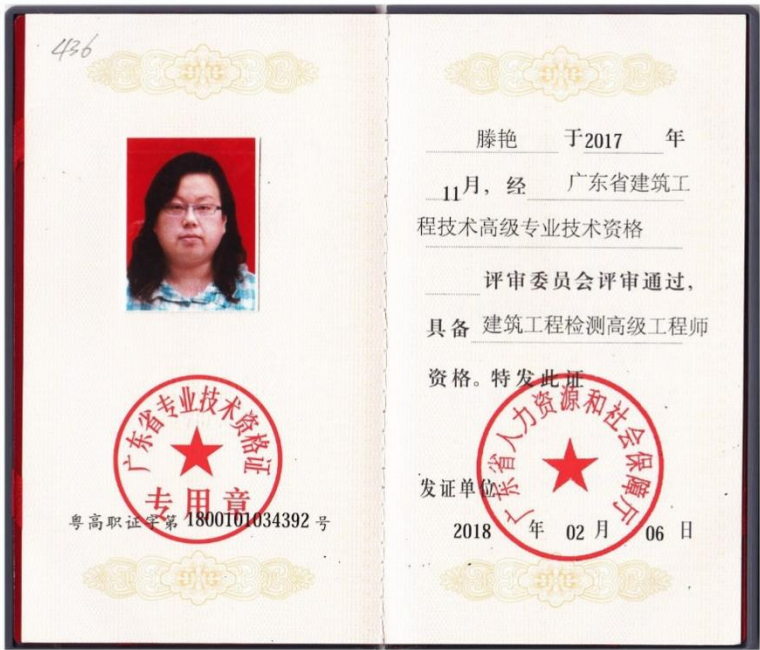 436
广东省专业技术资格证
专用章
粤高职证字第 1800101034392 号
滕艳 于2017 年
11月，经 广东省建筑工
程技术高级专业技术资格
评审委员会评审通过，
具备 建筑工程检测高级工程师
资格。特发此证
广东省人力资源和社会保障厅
发证单位
2018 年 02 月 06 日